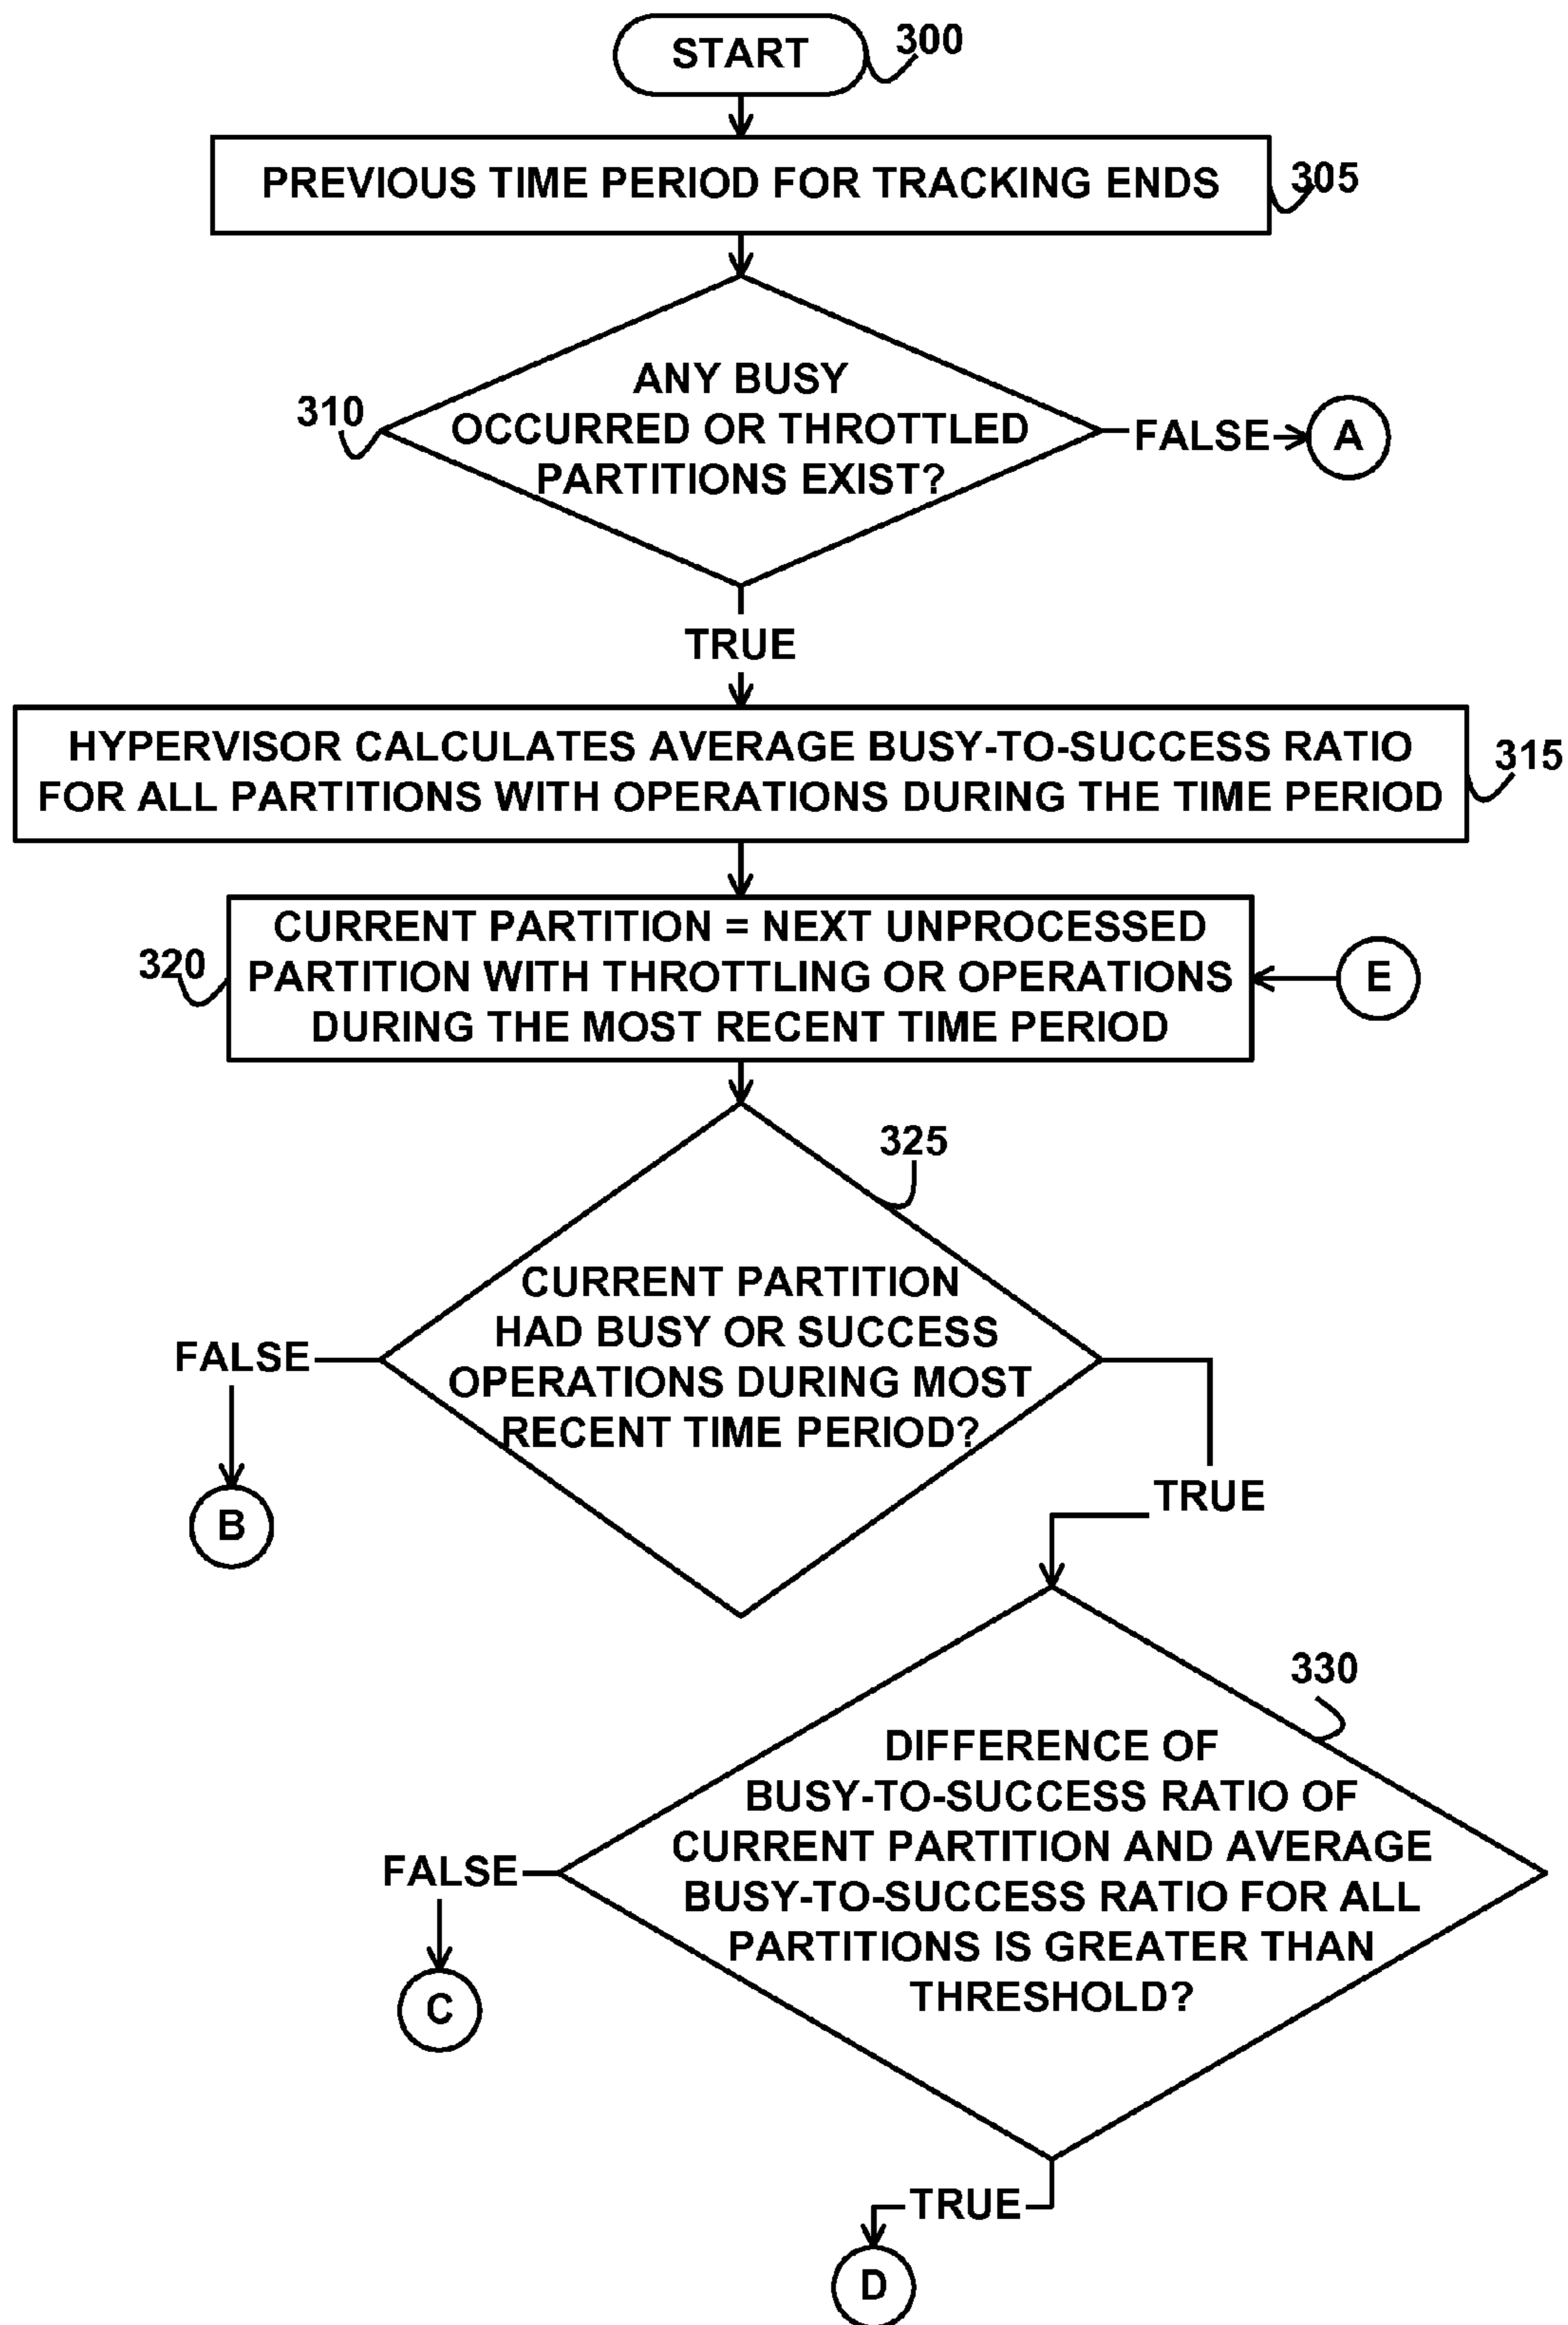 START
300
PREVIOUS TIME PERIOD FOR TRACKING ENDS
305
310
ANY BUSY
OCCURRED OR THROTTLED
PARTITIONS EXIST?
FALSE
A
TRUE
HYPERVISOR CALCULATES AVERAGE BUSY-TO-SUCCESS RATIO
FOR ALL PARTITIONS WITH OPERATIONS DURING THE TIME PERIOD
315
320
CURRENT PARTITION = NEXT UNPROCESSED
PARTITION WITH THROTTLING OR OPERATIONS
DURING THE MOST RECENT TIME PERIOD
E
325
CURRENT PARTITION
HAD BUSY OR SUCCESS
OPERATIONS DURING MOST
RECENT TIME PERIOD?
FALSE
B
TRUE
330
DIFFERENCE OF
BUSY-TO-SUCCESS RATIO OF
CURRENT PARTITION AND AVERAGE
BUSY-TO-SUCCESS RATIO FOR ALL
PARTITIONS IS GREATER THAN
THRESHOLD?
FALSE
C
TRUE
D